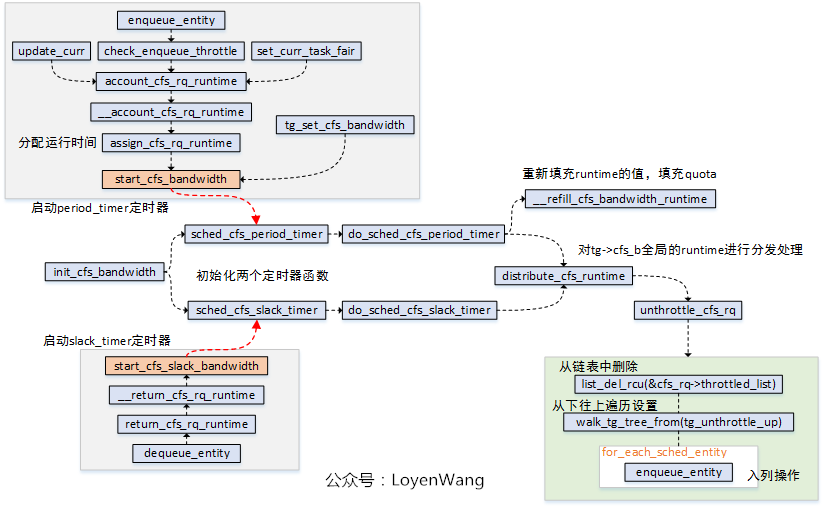 enqueue_entity
update_curr
check_enqueue_throttle
set_curr_task_fair
account_cfs_rq_runtime
__account_cfs_rq_runtime
tg_set_cfs_bandwidth
分配运行时间
assign_cfs_rq_runtime
start_cfs_bandwidth
重新填充runtime的值，填充quota
__refill_cfs_bandwidth_runtime
启动period_timer定时器
sched_cfs_period_timer
do_sched_cfs_period_timer
对tg->cfs_b全局的runtime进行分发处理
init_cfs_bandwidth
初始化两个定时器函数
distribute_cfs_runtime
sched_cfs_slack_timer
do_sched_cfs_slack_timer
unthrottle_cfs_rq
启动slack_timer定时器
start_cfs_slack_bandwidth
__return_cfs_rq_runtime
return_cfs_rq_runtime
dequeue_entity
从链表中删除
list_del_rcu(&cfs_rq->throttled_list)
从下往上遍历设置
walk_tg_tree_from(tg_unthrottle_up)
for_each_sched_entity
enqueue_entity
入列操作
公众号：LoyenWang